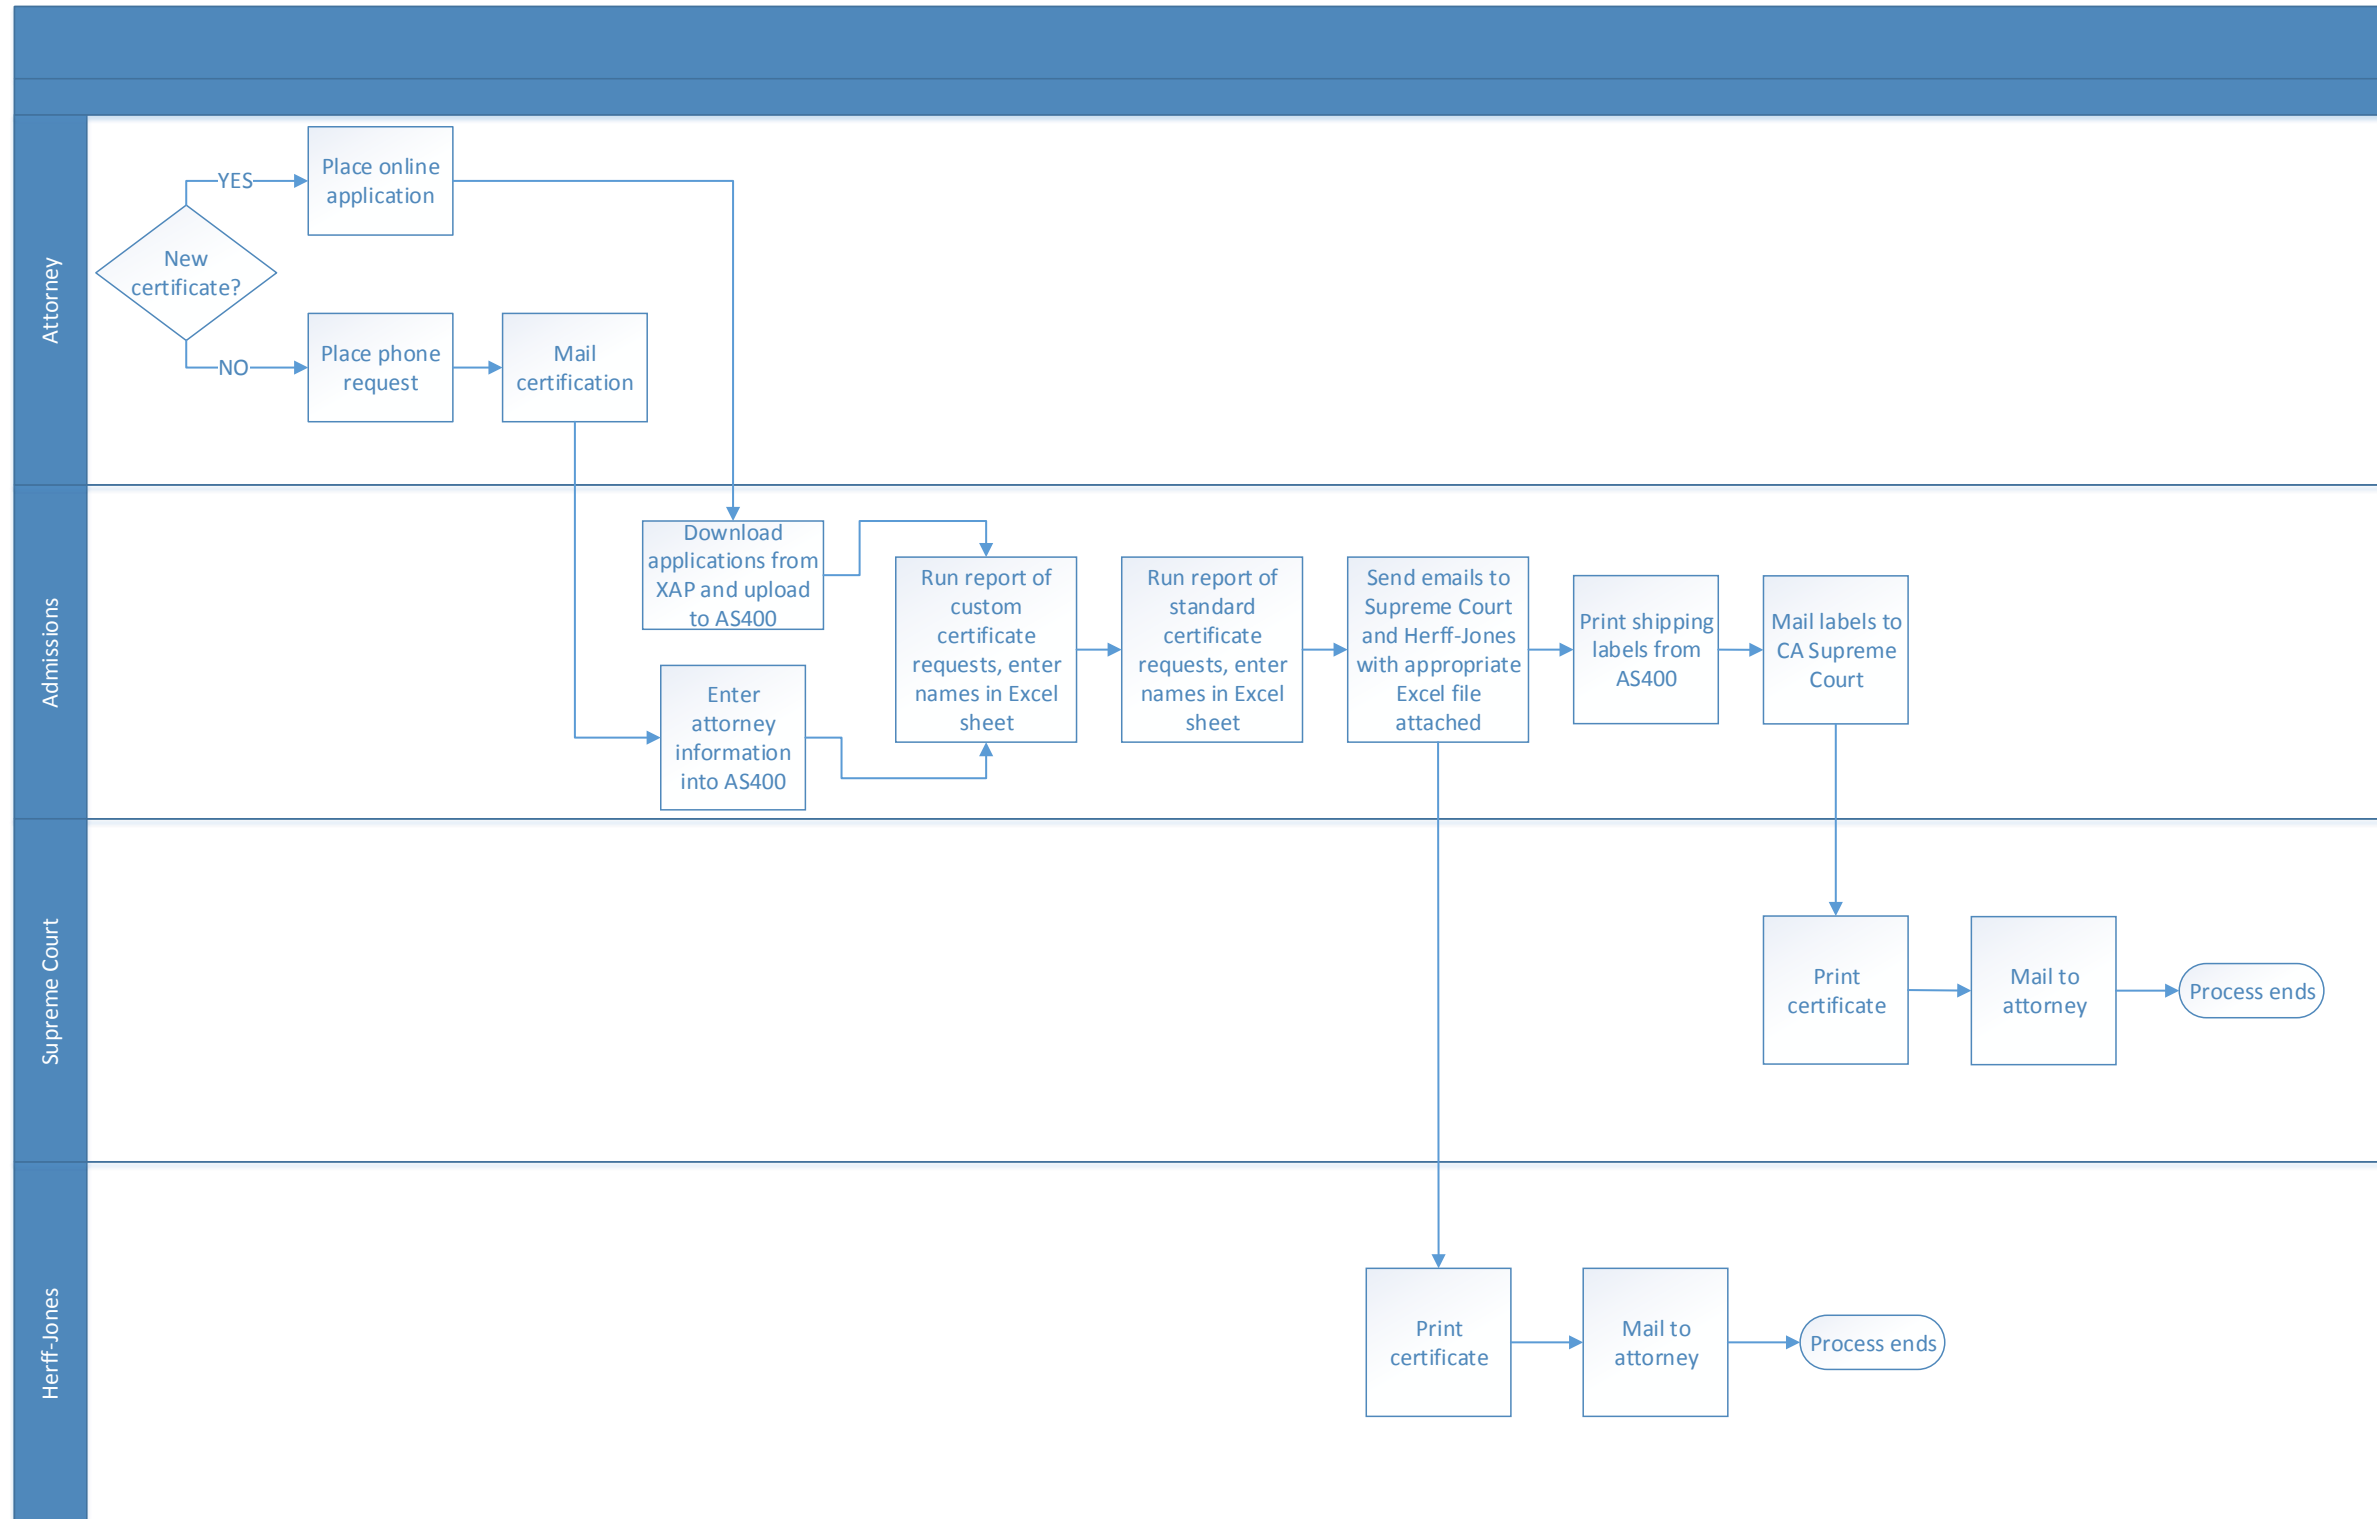 Attorney
YES
Place online
application
New
certificate?
NO
Place phone
request
Mail
certification
Admissions
Download
applications from
XAP and upload
to AS400
Enter
attorney
information
into AS400
Run report of
custom
certificate
requests, enter
names in Excel
sheet
Run report of
standard
certificate
requests, enter
names in Excel
sheet
Send emails to
Supreme Court
and Herff-Jones
with appropriate
Excel file
attached
Print shipping
labels from
AS400
Mail labels to
CA Supreme
Court
Supreme Court
Print
certificate
Mail to
attorney
Process ends
Herff-Jones
Print
certificate
Mail to
attorney
Process ends